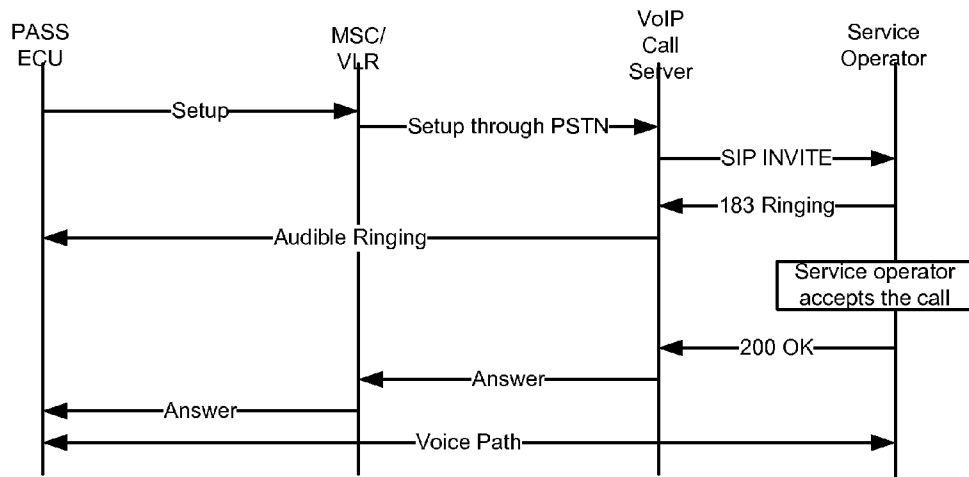 PASS
ECU
MSC/
VLR
VoIP
Call
Server
Service
Operator
Setup
Setup through PSTN
SIP INVITE
183 Ringing
Audible Ringing
Service operator
accepts the call
200 OK
Answer
Answer
Voice Path